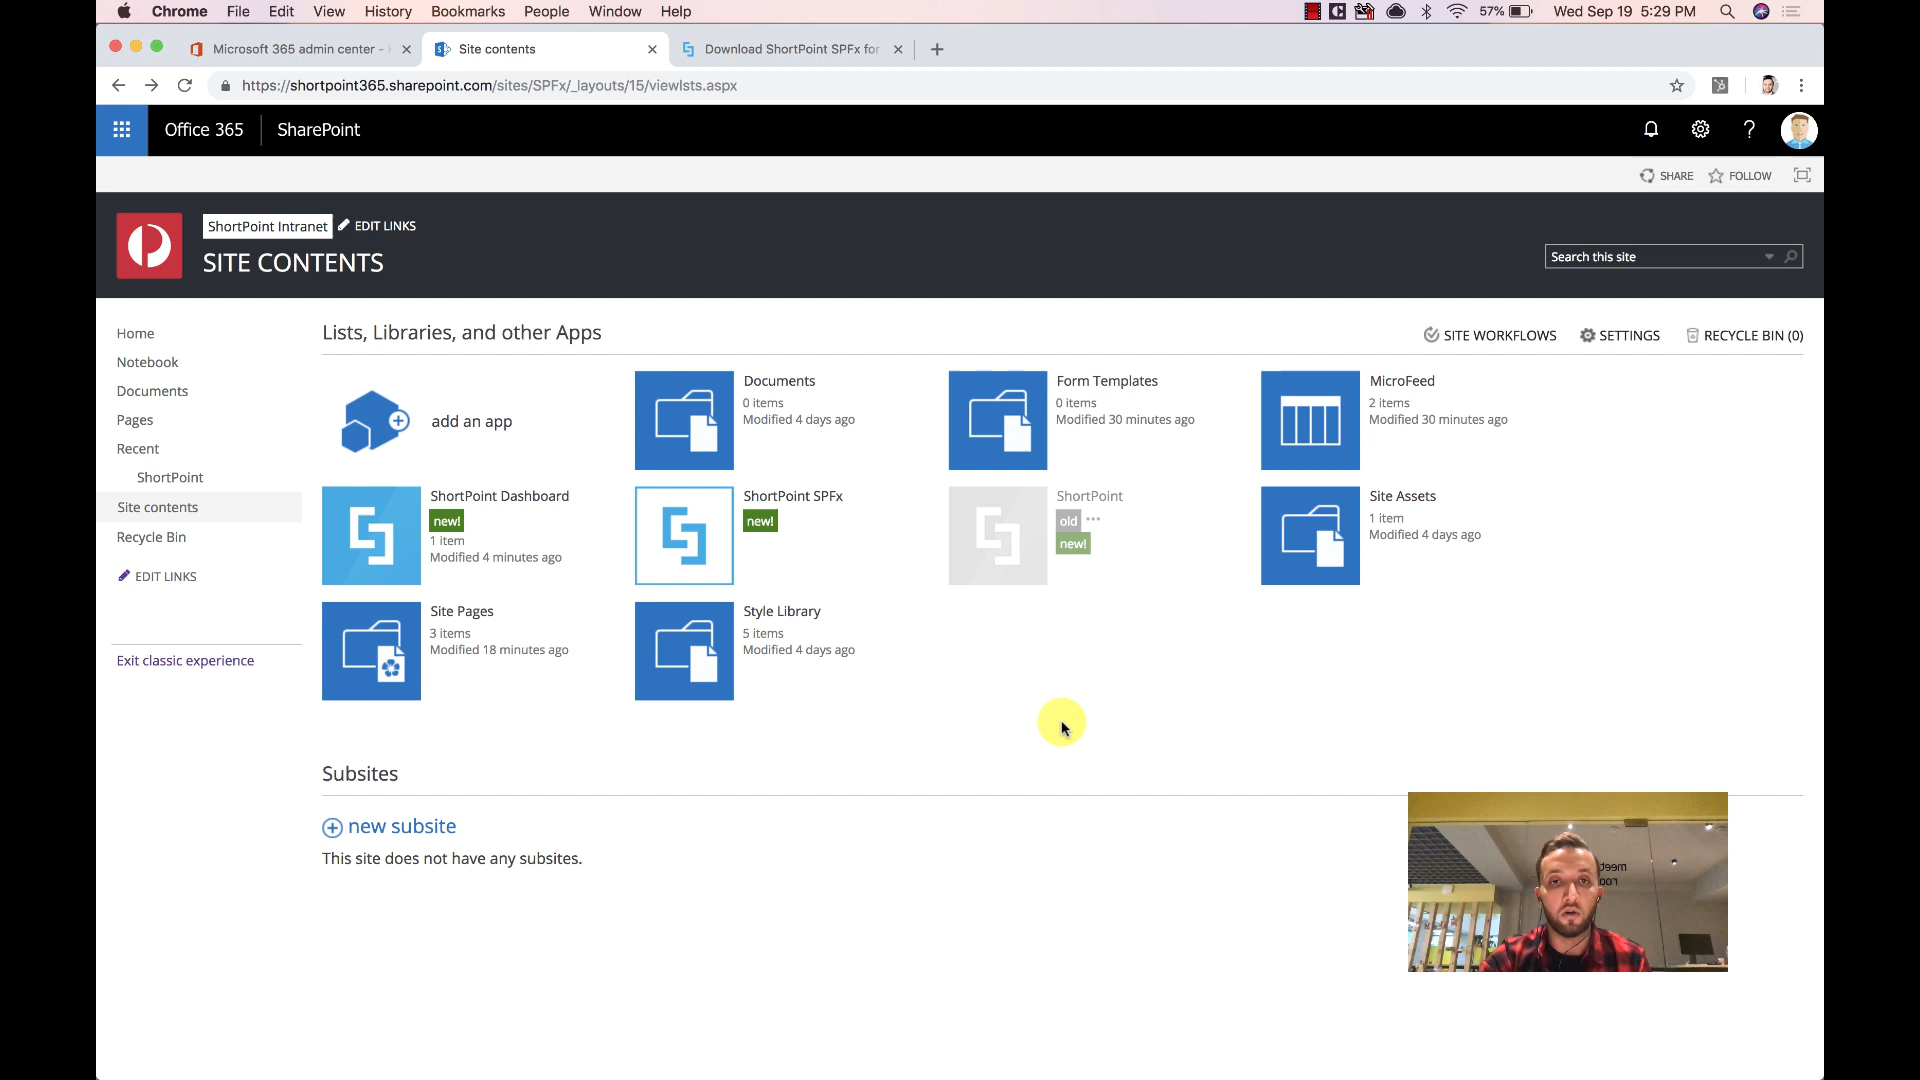 Chrome File Edit View History Bookmarks People Window Help 57% Wed Sep 19 5:29 PM
Microsoft 365 admin center - Site contents Download ShortPoint SPFx for
https://shortpoint365.sharepoint.com/sites/SPFx/_layouts/15/viewlsts.aspx
Office 365 SharePoint ?
SHARE FOLLOW
ShortPoint Intranet EDIT LINKS
SITE CONTENTS
Search this site
Home
Notebook
Documents
Pages
Recent
ShortPoint
Site contents
Recycle Bin
EDIT LINKS
Exit classic experience
Lists, Libraries, and other Apps
SITE WORKFLOWS SETTINGS RECYCLE BIN (0)
add an app
Documents
0 items
Modified 4 days ago
Form Templates
0 items
Modified 30 minutes ago
MicroFeed
2 items
Modified 30 minutes ago
ShortPoint Dashboard
new!
1 item
Modified 4 minutes ago
ShortPoint SPFx
new!
ShortPoint
old ...
new!
Site Assets
1 item
Modified 4 days ago
Site Pages
3 items
Modified 18 minutes ago
Style Library
5 items
Modified 4 days ago
Subsites
new subsite
This site does not have any subsites.
meet